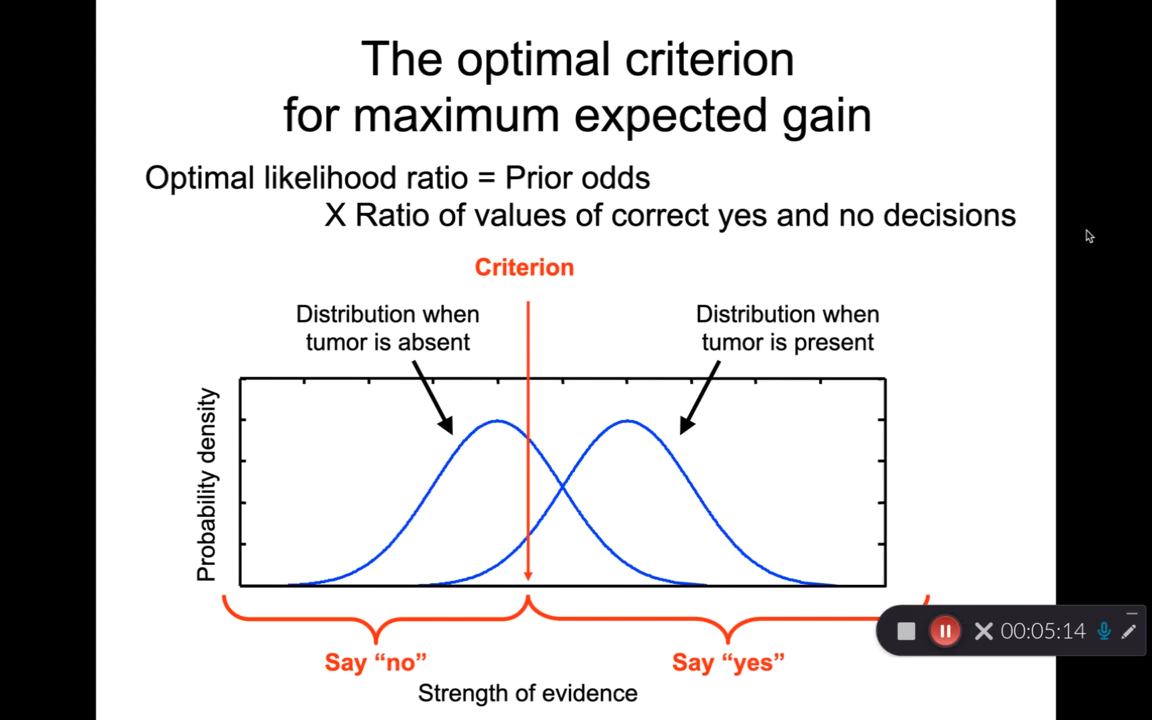 The optimal criterion
for maximum expected gain
Optimal likelihood ratio = Prior odds
X Ratio of values of correct yes and no decisions
Criterion
Distribution when
tumor is absent
Distribution when
tumor is present
Probability density
00:05:14
Say “no”
Say “yes”
Strength of evidence